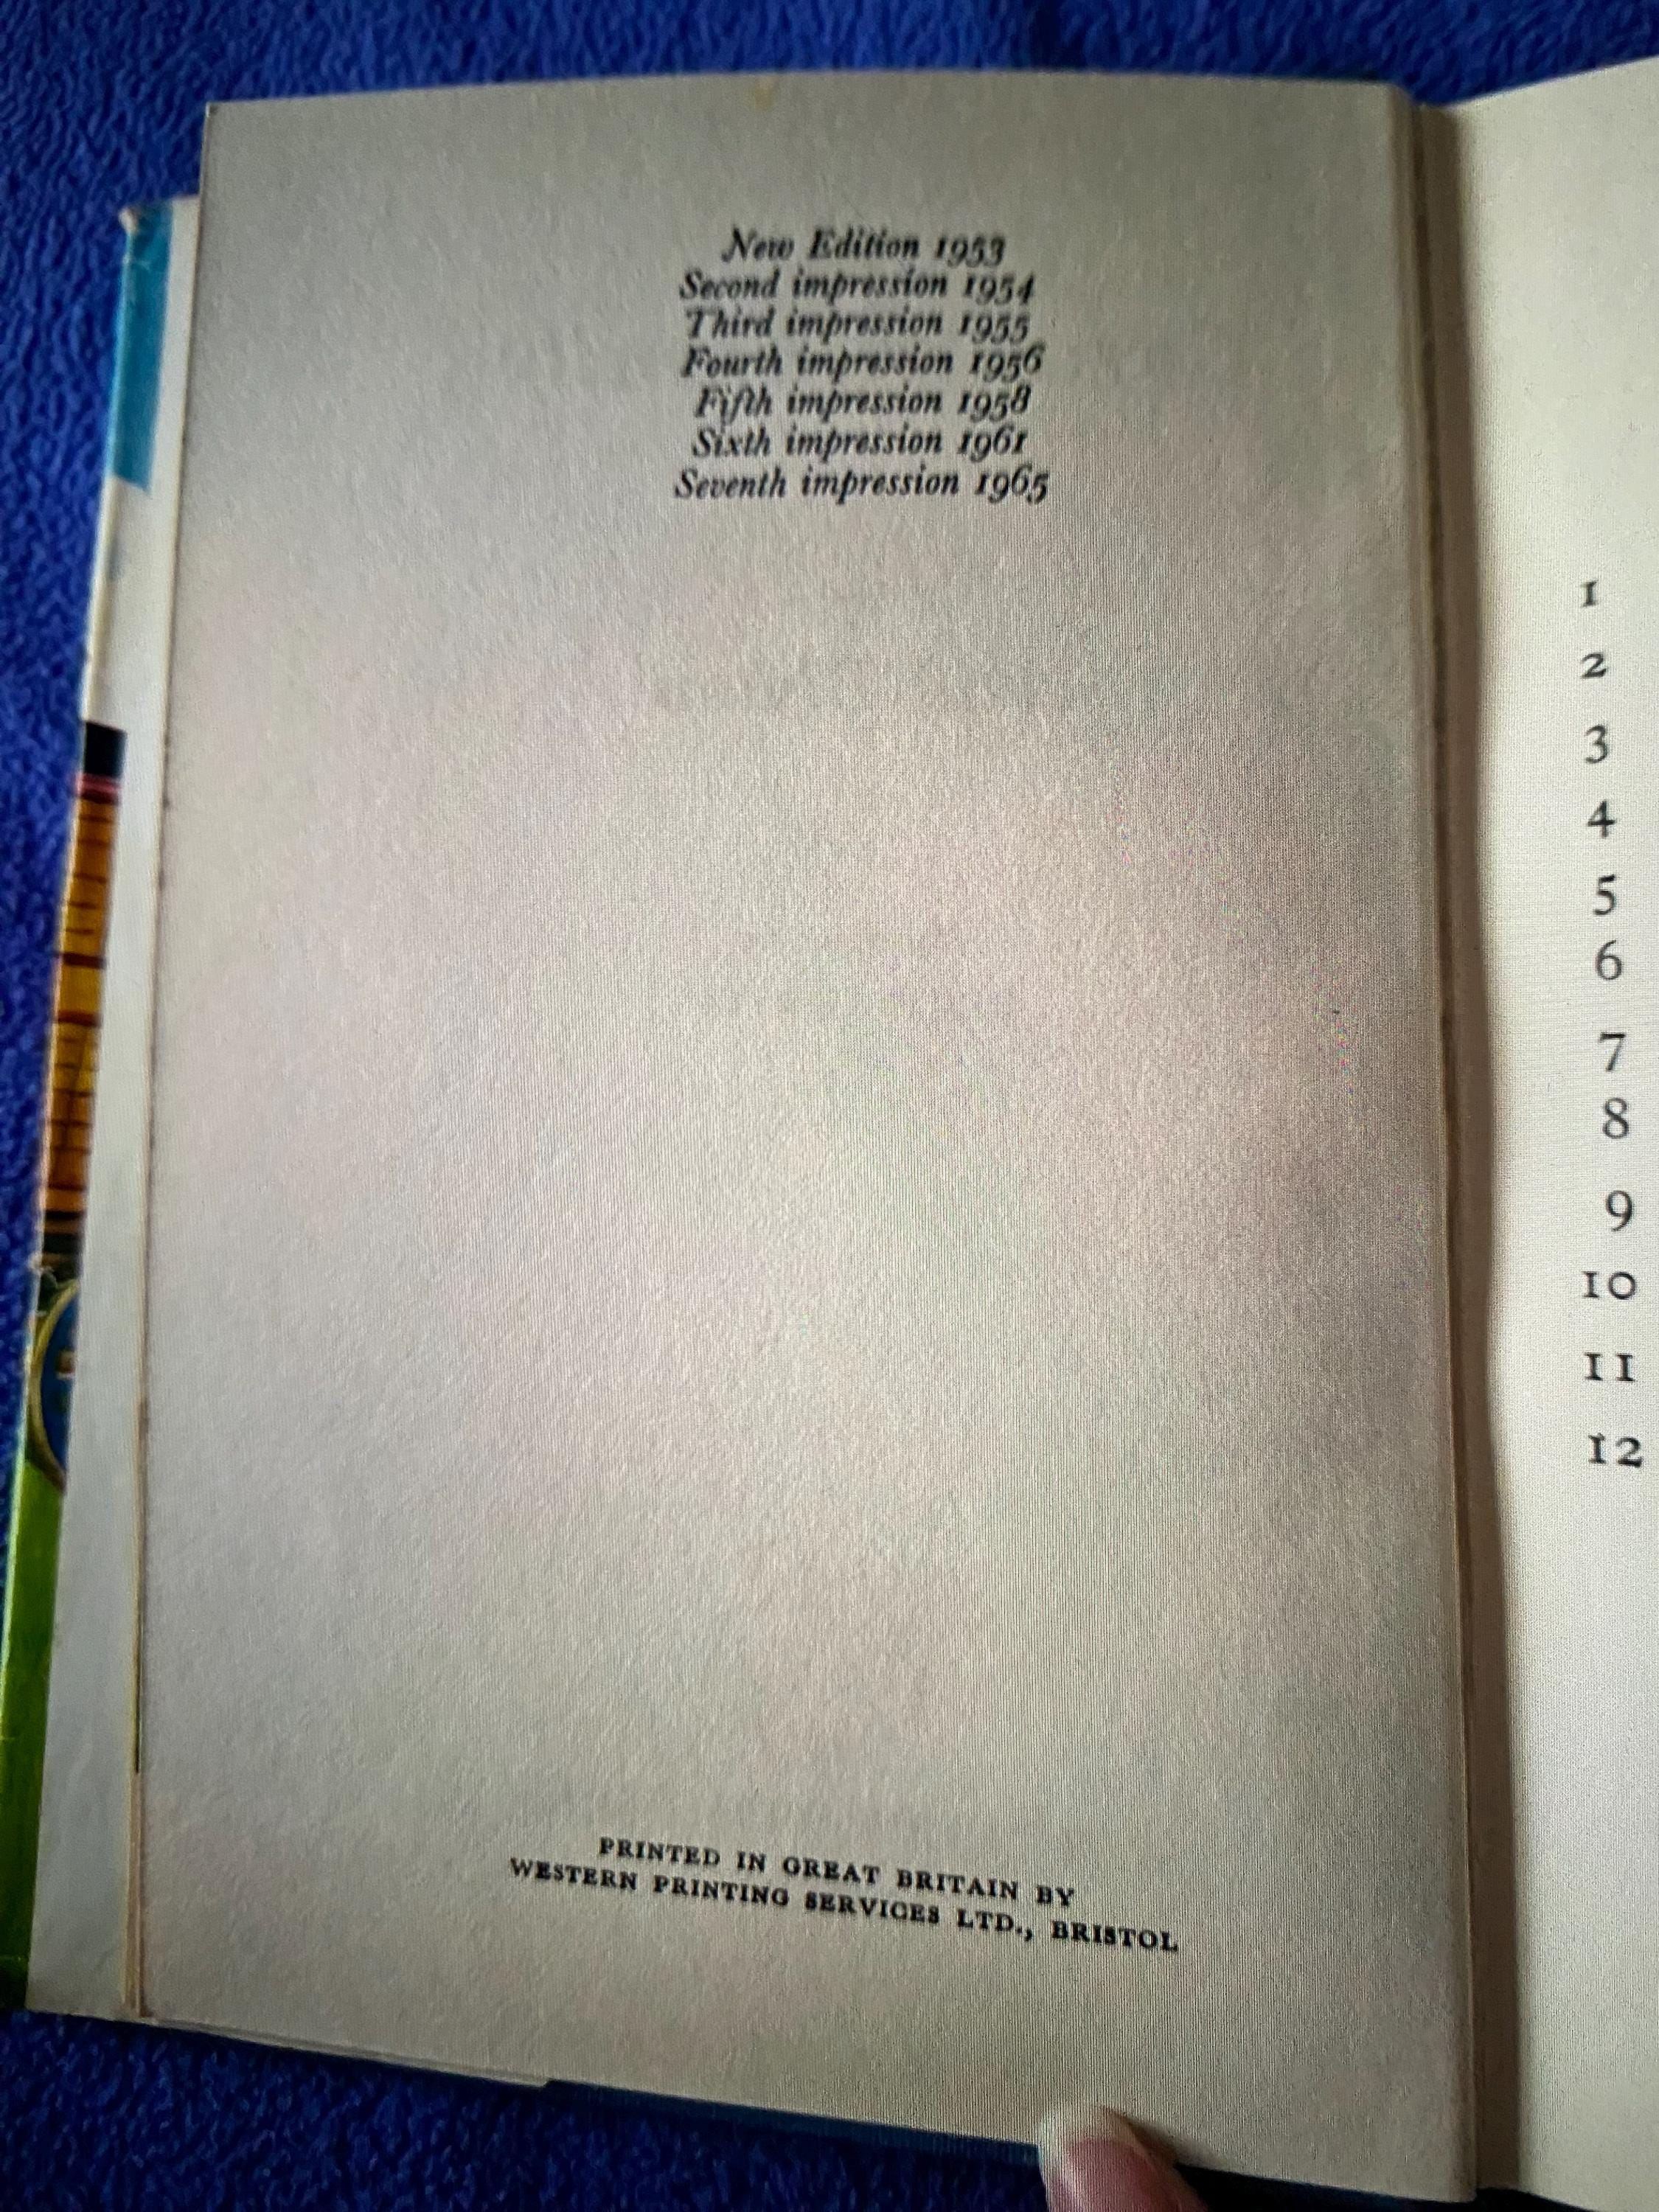 New Edition 1953
Second impression 1954
Third impression 1955
Fourth impression 1956
Fifth impression 1958
Sixth impression 1961
Seventh impression 1965
PRINTED IN GREAT BRITAIN BY
WESTERN PRINTING SERVICES LTD., BRISTOL
1
2
3
4
5
6
7
8
9
10
11
12